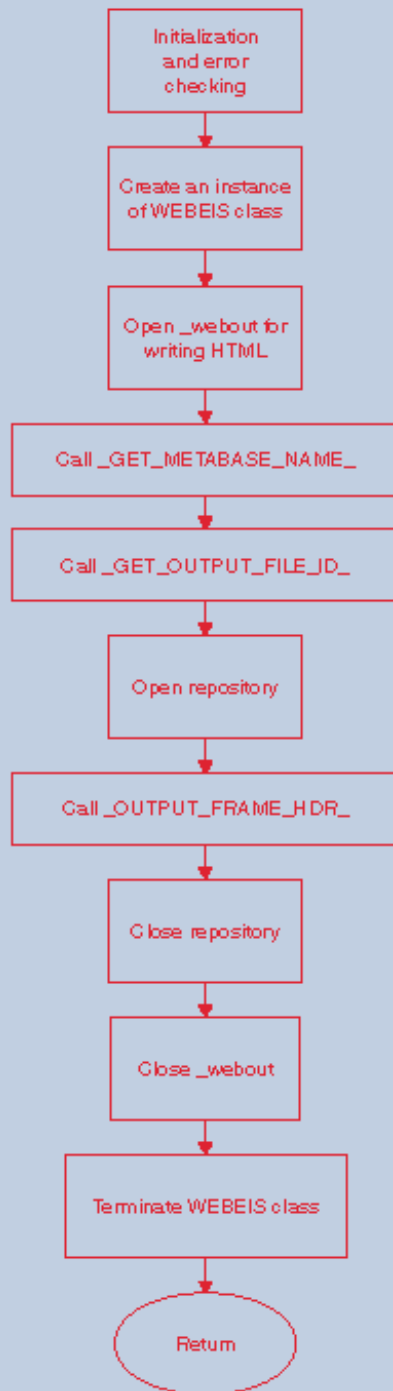 Initialization
and error
checking
Create an instance
of WEBEIS class
Open _webout for
writing HTML
Call _GET_METABASE_NAME_
Call _GET_OUTPUT_FILE_ID_
Open repository
Call _OUTPUT_FRAME_HDR_
Close repository
Close _webout
Terminate WEBEIS class
Return